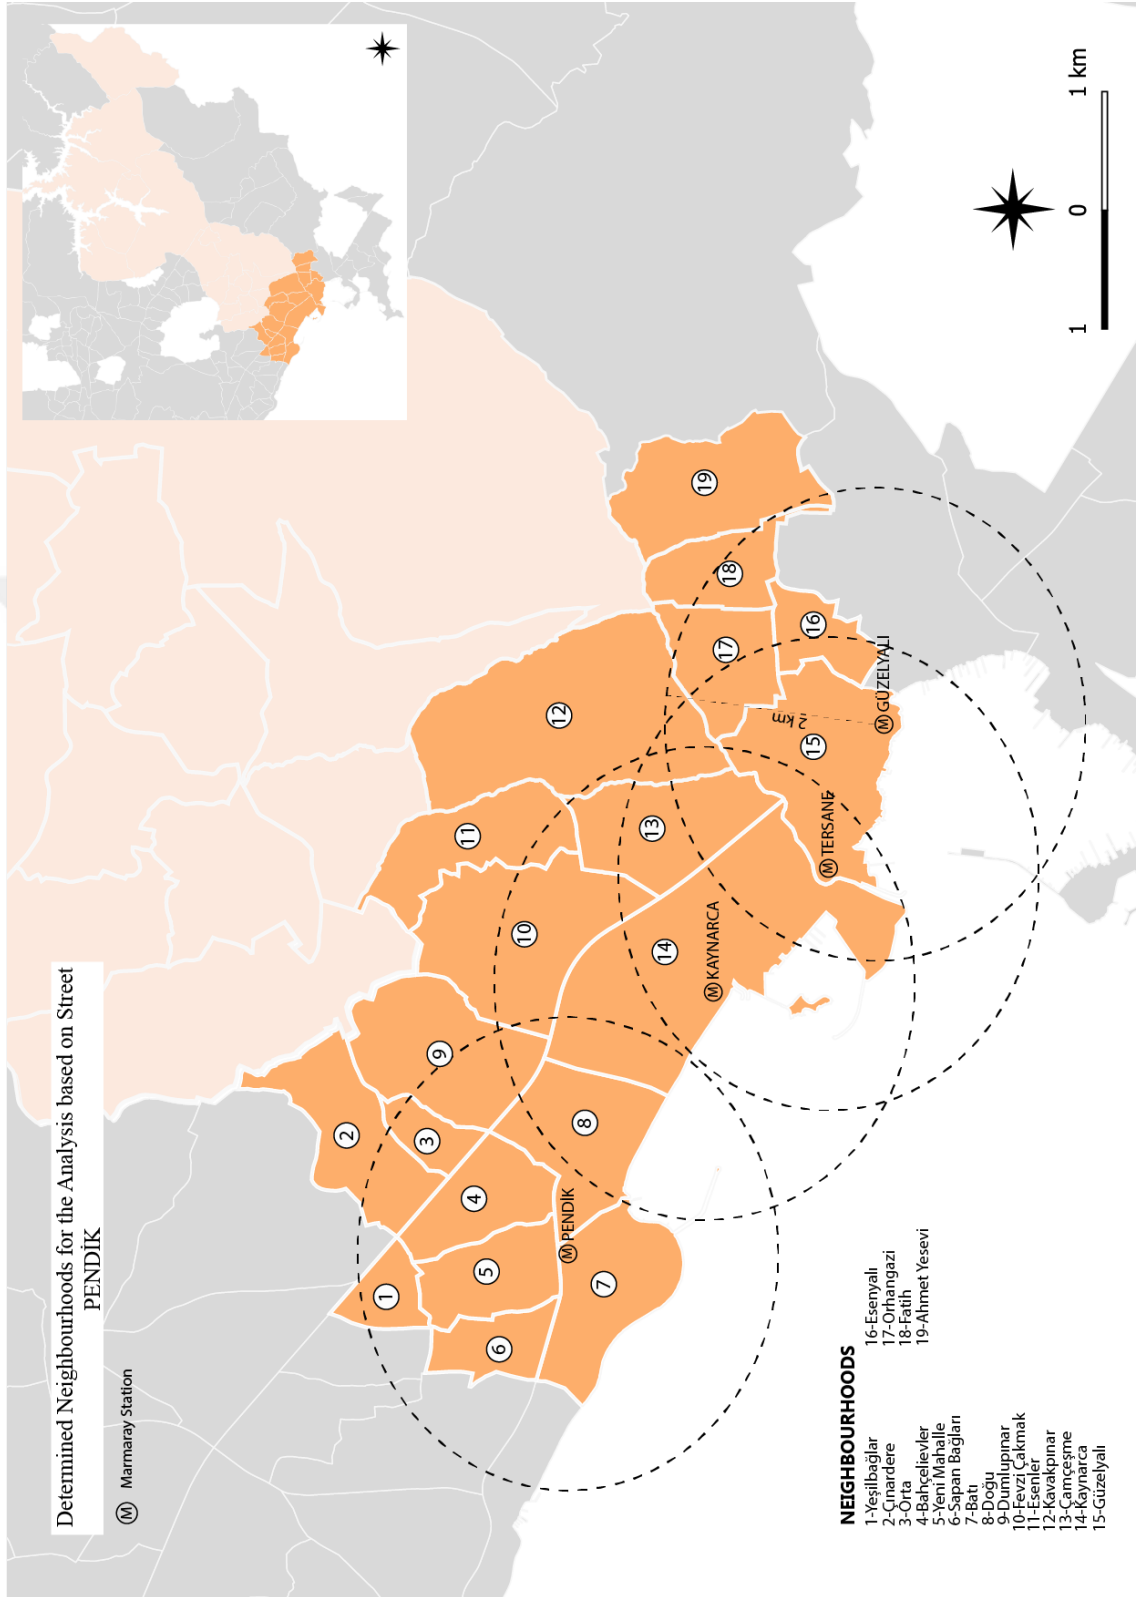 Determined Neighbourhoods for the Analysis based on Street
PENDİK
M Marmaray Station
1
2
3
4
5
6
7
8
9
10
11
12
13
14
15
16
17
18
19
M PENDİK
M KAYNARCA
M TERSANE
M GÜZELYALI
2 km
NEIGHBOURHOODS
1-Yeşilbağlar
2-Çınardere
3-Orta
4-Bahçelievler
5-Yeni Mahalle
6-Sapan Bağları
7-Batı
8-Doğu
9-Dumlupınar
10-Fevzi Çakmak
11-Esenler
12-Kavakpınar
13-Çamçeşme
14-Kaynarca
15-Güzelyalı
16-Esenyalı
17-Orhangazi
18-Fatih
19-Ahmet Yesevi
1 0 1 km